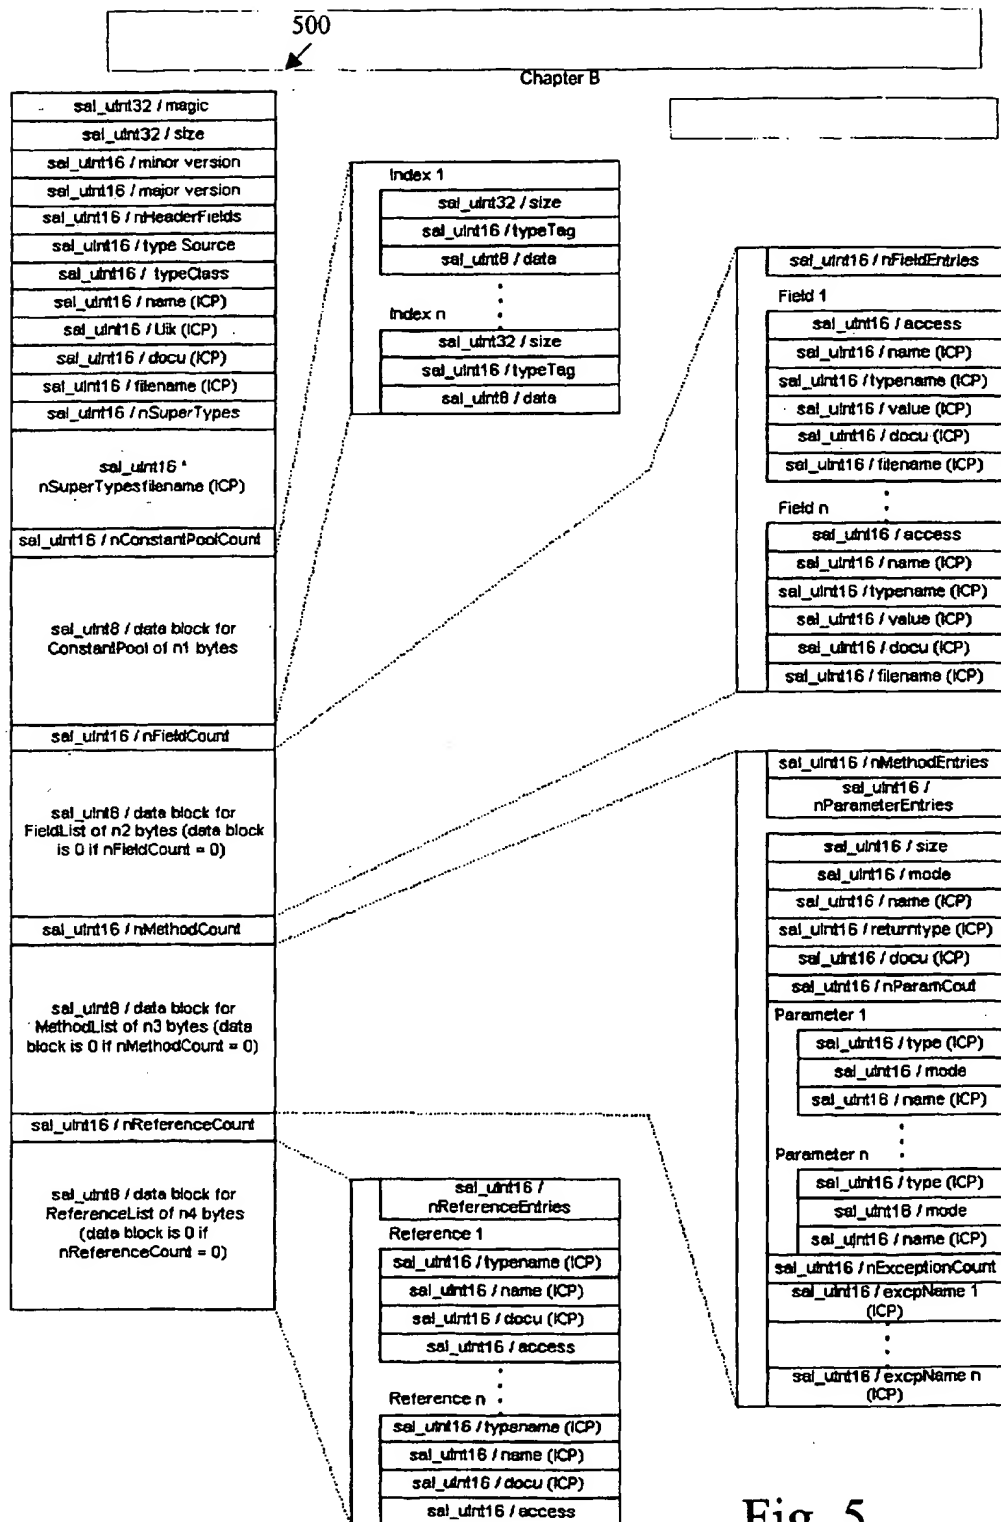 500
Chapter B
sal_uInt32 / magic
sal_uInt32 / size
sal_uInt16 / minor version
sal_uInt16 / major version
sal_uInt16 / nHeaderFields
sal_uInt16 / type Source
sal_uInt16 / typeClass
sal_uInt16 / name (ICP)
sal_uInt16 / Uik (ICP)
sal_uInt16 / docu (ICP)
sal_uInt16 / filename (ICP)
sal_uInt16 / nSuperTypes
sal_uInt16 *
nSuperTypesfilename (ICP)
sal_uInt16 / nConstantPoolCount
sal_uInt8 / data block for
ConstantPool of n1 bytes
sal_uInt16 / nFieldCount
sal_uInt8 / data block for
FieldList of n2 bytes (data block
is 0 if nFieldCount = 0)
sal_uInt16 / nMethodCount
sal_uInt8 / data block for
MethodList of n3 bytes (data
block is 0 if nMethodCount = 0)
sal_uInt16 / nReferenceCount
sal_uInt8 / data block for
ReferenceList of n4 bytes
(data block is 0 if
nReferenceCount = 0)
Index 1
sal_uInt32 / size
sal_uInt16 / typeTag
sal_uInt8 / data
Index n
sal_uInt32 / size
sal_uInt16 / typeTag
sal_uInt8 / data
sal_uInt16 / nFieldEntries
Field 1
sal_uInt16 / access
sal_uInt16 / name (ICP)
sal_uInt16 / typename (ICP)
sal_uInt16 / value (ICP)
sal_uInt16 / docu (ICP)
sal_uInt16 / filename (ICP)
Field n
sal_uInt16 / access
sal_uInt16 / name (ICP)
sal_uInt16 / typename (ICP)
sal_uInt16 / value (ICP)
sal_uInt16 / docu (ICP)
sal_uInt16 / filename (ICP)
sal_uInt16 / nMethodEntries
sal_uInt16 /
nParameterEntries
sal_uInt16 / size
sal_uInt16 / mode
sal_uInt16 / name (ICP)
sal_uInt16 / returntype (ICP)
sal_uInt16 / docu (ICP)
sal_uInt16 / nParamCout
Parameter 1
sal_uInt16 / type (ICP)
sal_uInt16 / mode
sal_uInt16 / name (ICP)
Parameter n
sal_uInt16 / type (ICP)
sal_uInt16 / mode
sal_uInt16 / name (ICP)
sal_uInt16 / nExceptionCount
sal_uInt16 / excpName 1
(ICP)
sal_uInt16 / excpName n
(ICP)
sal_uInt16 /
nReferenceEntries
Reference 1
sal_uInt16 / typename (ICP)
sal_uInt16 / name (ICP)
sal_uInt16 / docu (ICP)
sal_uInt16 / access
Reference n
sal_uInt16 / typename (ICP)
sal_uInt16 / name (ICP)
sal_uInt16 / docu (ICP)
sal_uInt16 / access
Fig. 5